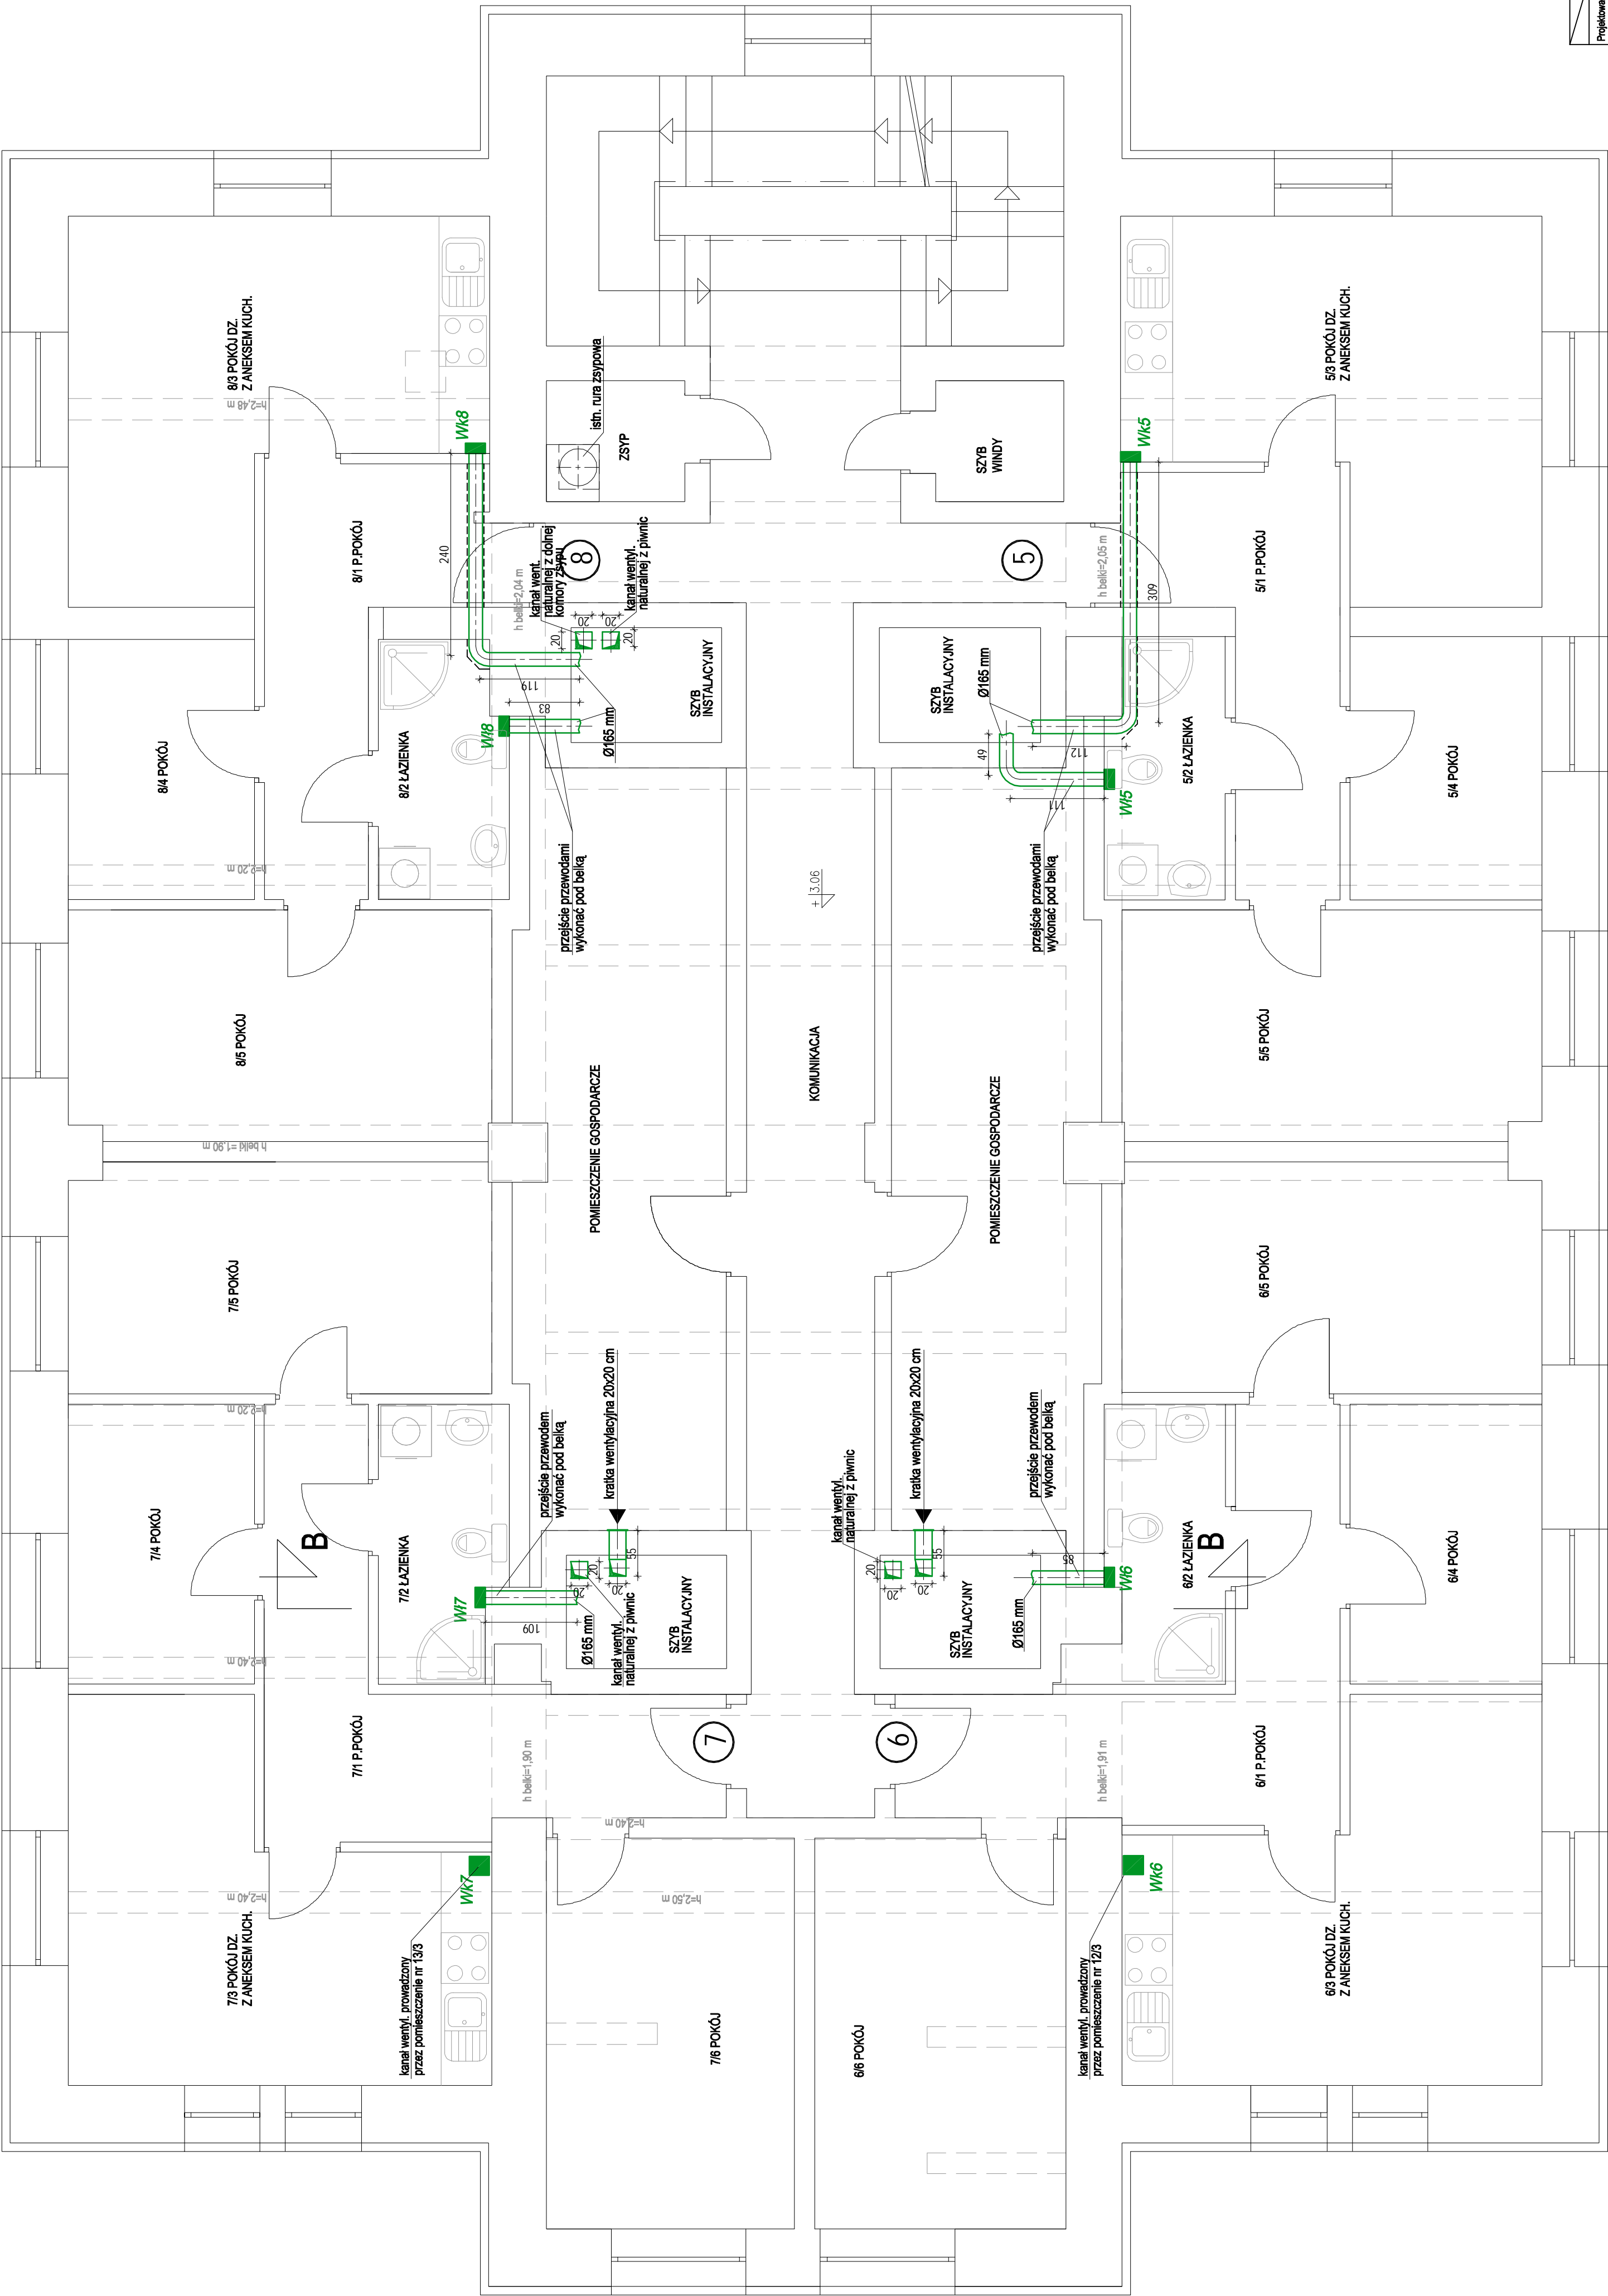 Projektowa
8/3 POKÓJ DZ.
Z ANEKSEM KUCH.
h=2,48 m
Wk8
240
8/1 P.POKÓJ
istn. rura zsypowa
ZSYP
SZYB
WINDY
Wk5
5/3 POKÓJ DZ.
Z ANEKSEM KUCH.
5/1 P.POKÓJ
309
h belki=2,05 m
5
8
h belki=2,04 m
kanał went.
naturalnej z dolnej
komory zsypu
kanał wentyl.
naturalnej z piwnic
20
20
20
20
119
83
Wł8
Ø165 mm
SZYB
INSTALACYJNY
SZYB
INSTALACYJNY
Ø165 mm
49
112
111
Wł5
5/2 ŁAZIENKA
5/4 POKÓJ
8/4 POKÓJ
8/2 ŁAZIENKA
h=2,20 m
przejście przewodami
wykonać pod belką
przejście przewodami
wykonać pod belką
+13.06
8/5 POKÓJ
5/5 POKÓJ
KOMUNIKACJA
POMIESZCZENIE GOSPODARCZE
POMIESZCZENIE GOSPODARCZE
h belki=1,90 m
7/5 POKÓJ
6/5 POKÓJ
h=2,20 m
przejście przewodem
wykonać pod belką
kratka wentylacyjna 20x20 cm
kratka wentylacyjna 20x20 cm
przejście przewodem
wykonać pod belką
kanał wentyl.
naturalnej z piwnic
7/4 POKÓJ
B
7/2 ŁAZIENKA
Wł7
109
20
20
20
55
Ø165 mm
kanał wentyl.
naturalnej z piwnic
SZYB
INSTALACYJNY
20
20
20
55
85
SZYB
INSTALACYJNY
Ø165 mm
Wł6
6/2 ŁAZIENKA
B
6/4 POKÓJ
h=2,40 m
7/1 P.POKÓJ
h belki=1,90 m
7
6
h belki=1,91 m
6/1 P.POKÓJ
h=2,40 m
h=2,40 m
h=2,50 m
Wk7
Wk6
7/3 POKÓJ DZ.
Z ANEKSEM KUCH.
kanał wentyl. prowadzony
przez pomieszczenie nr 13/3
7/6 POKÓJ
6/6 POKÓJ
kanał wentyl. prowadzony
przez pomieszczenie nr 12/3
6/3 POKÓJ DZ.
Z ANEKSEM KUCH.